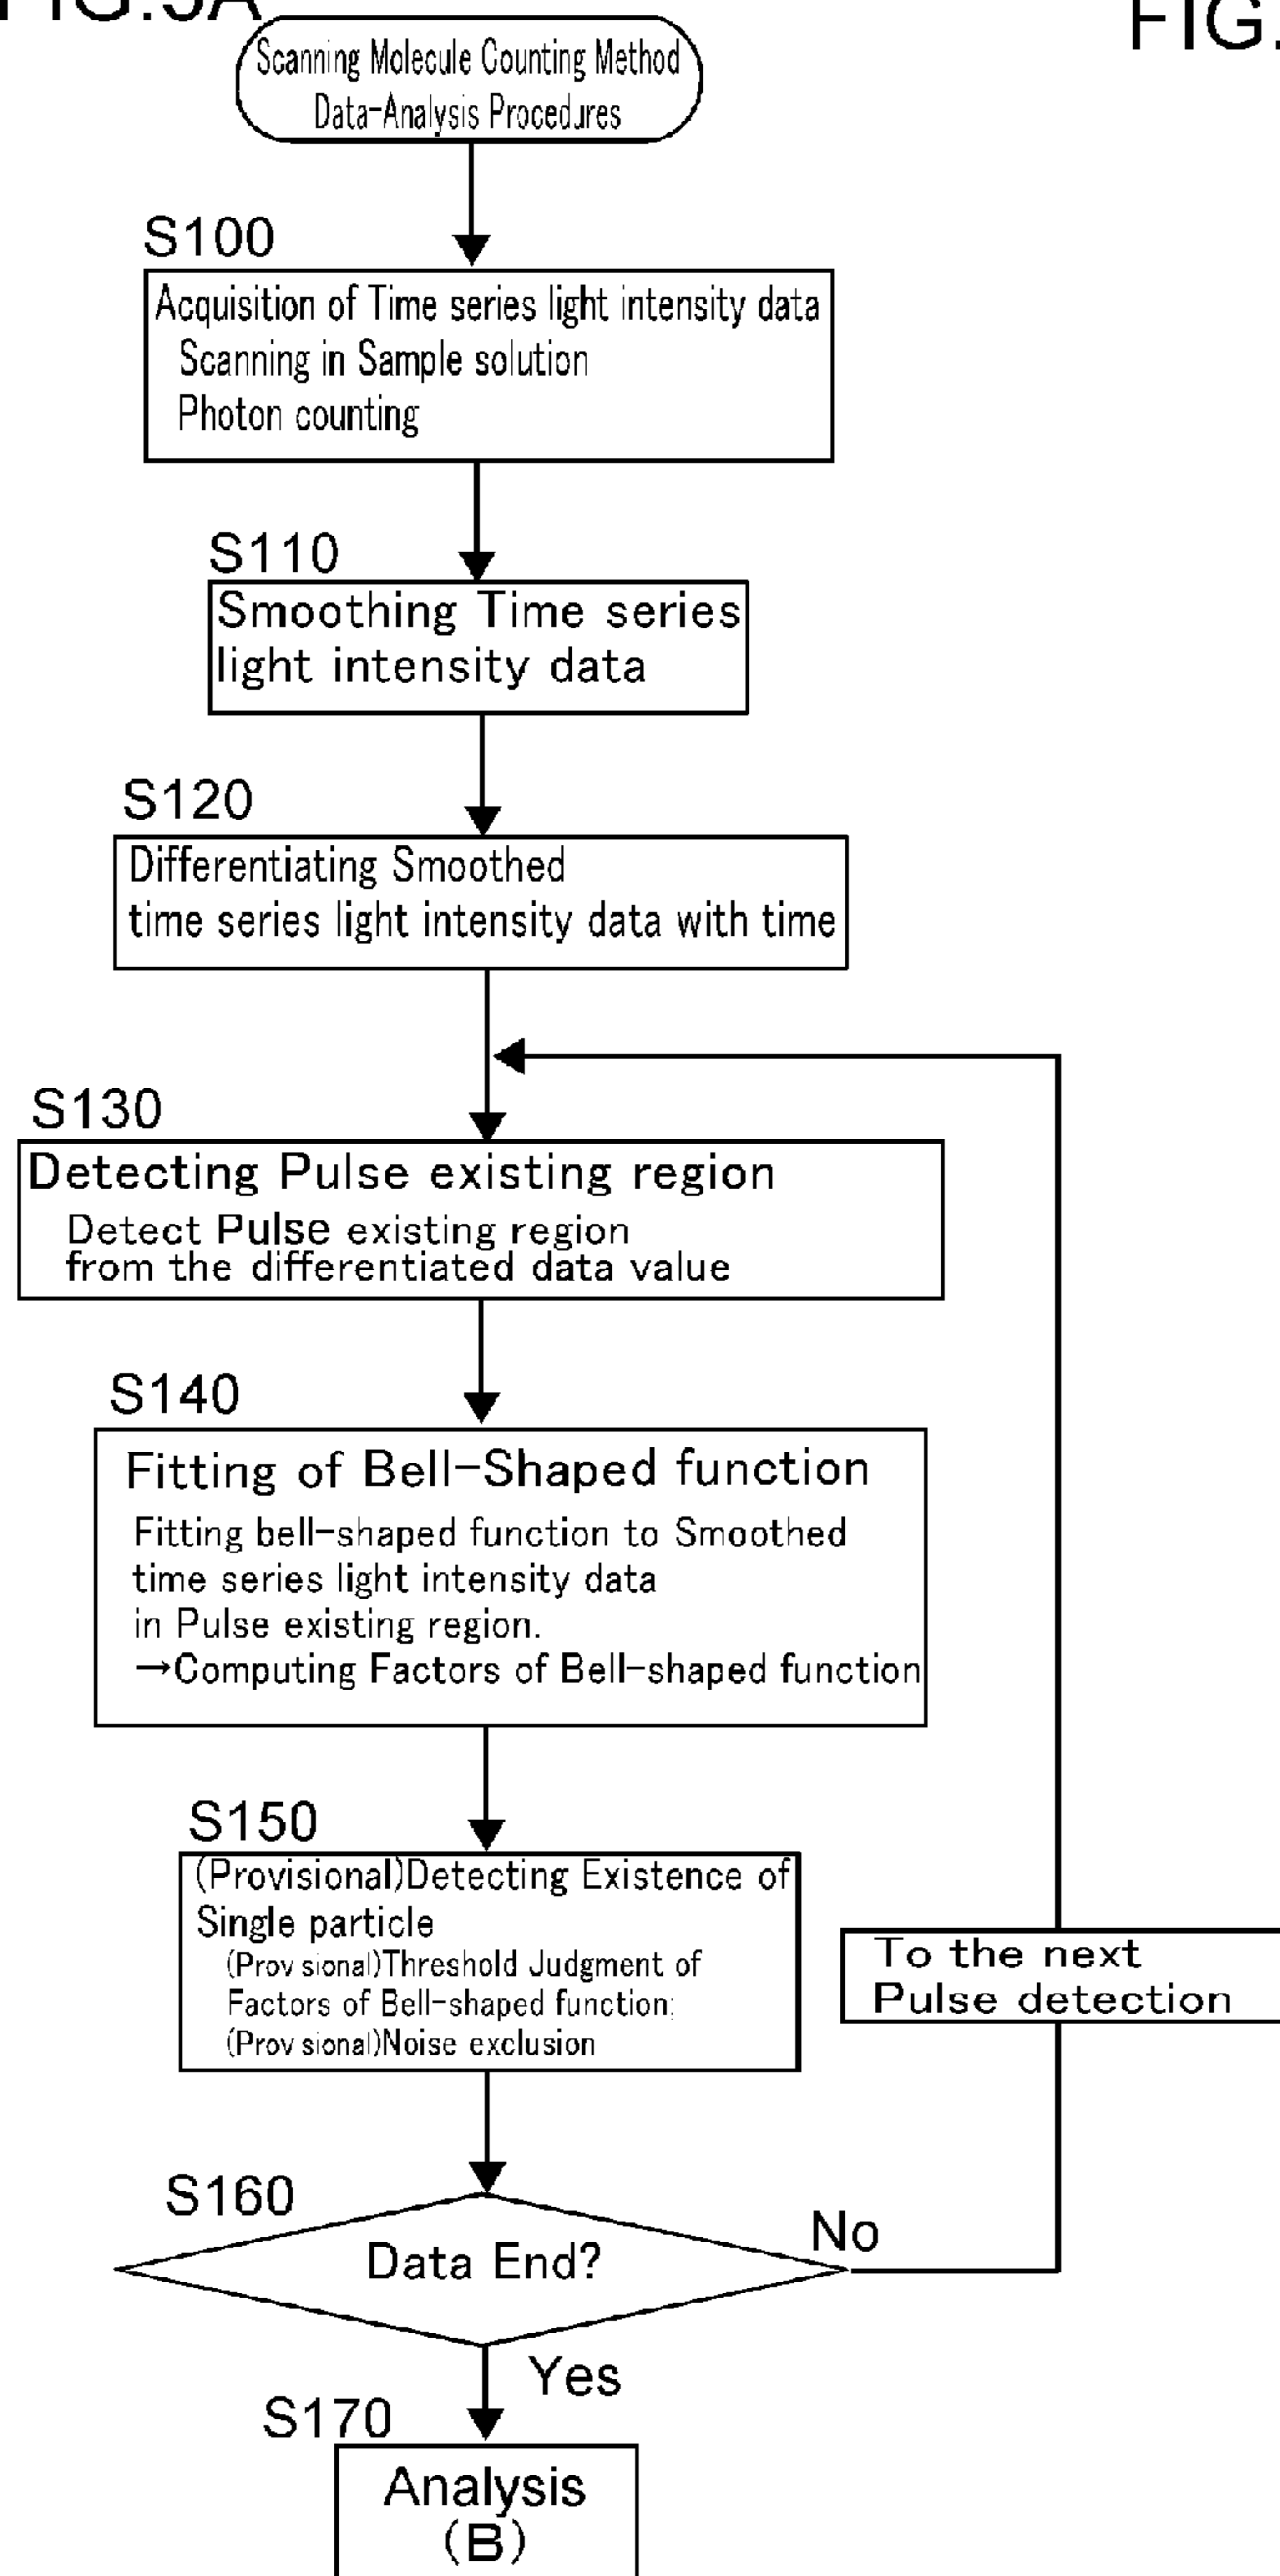 FIG.
Scanning Molecule Counting Method
Data-Analysis Procedures
S100
Acquisition of Time series light intensity data
Scanning in Sample solution
Photon counting
S110
Smoothing Time series
light intensity data
S120
Differentiating Smoothed
time series light intensity data with time
S130
Detecting Pulse existing region
Detect Pulse existing region
from the differentiated data value
S140
Fitting of Bell-Shaped function
Fitting bell-shaped function to Smoothed
time series light intensity data
in Pulse existing region.
→Computing Factors of Bell-shaped function
S150
(Provisional)Detecting Existence of
Single particle
(Provisional)Threshold Judgment of
Factors of Bell-shaped function;
(Provisional)Noise exclusion
To the next
Pulse detection
S160
Data End?
No
Yes
S170
Analysis
(B)